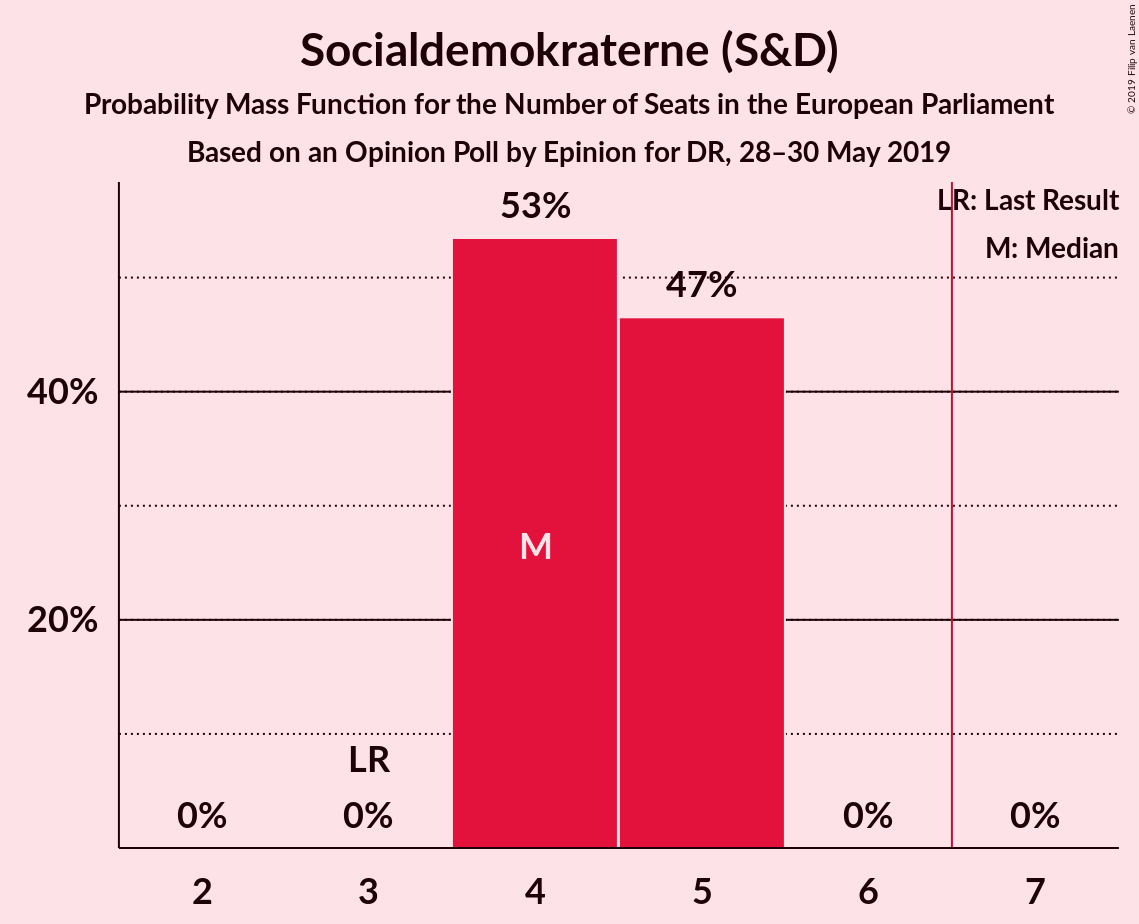 Socialdemokraterne (S&D)
Probability Mass Function for the Number of Seats in the European Parliament
Based on an Opinion Poll by Epinion for DR, 28–30 May 2019
© 2019 Filip van Laenen
LR: Last Result
M: Median
53%
47%
40%
M
20%
LR
0%
0%
0%
0%
2
3
4
5
6
7